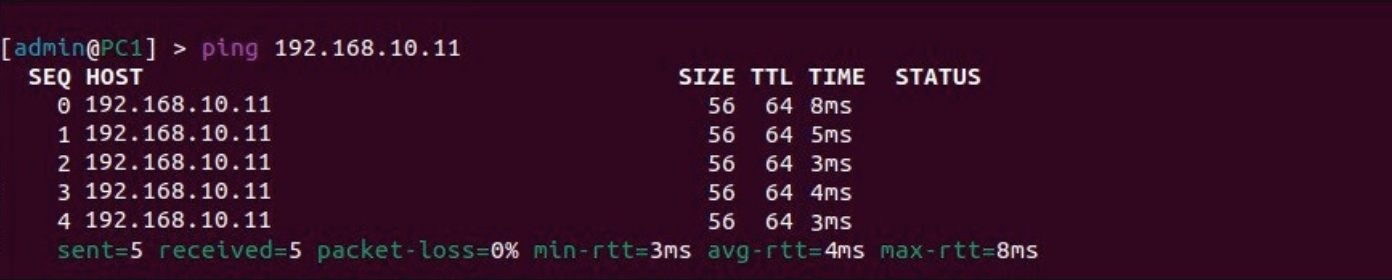 [admin@PC1] > ping 192.168.10.11
SEQ HOST SIZE TTL TIME STATUS
0 192.168.10.11 56 64 8ms
1 192.168.10.11 56 64 5ms
2 192.168.10.11 56 64 3ms
3 192.168.10.11 56 64 4ms
4 192.168.10.11 56 64 3ms
sent=5 received=5 packet-loss=0% min-rtt=3ms avg-rtt=4ms max-rtt=8ms